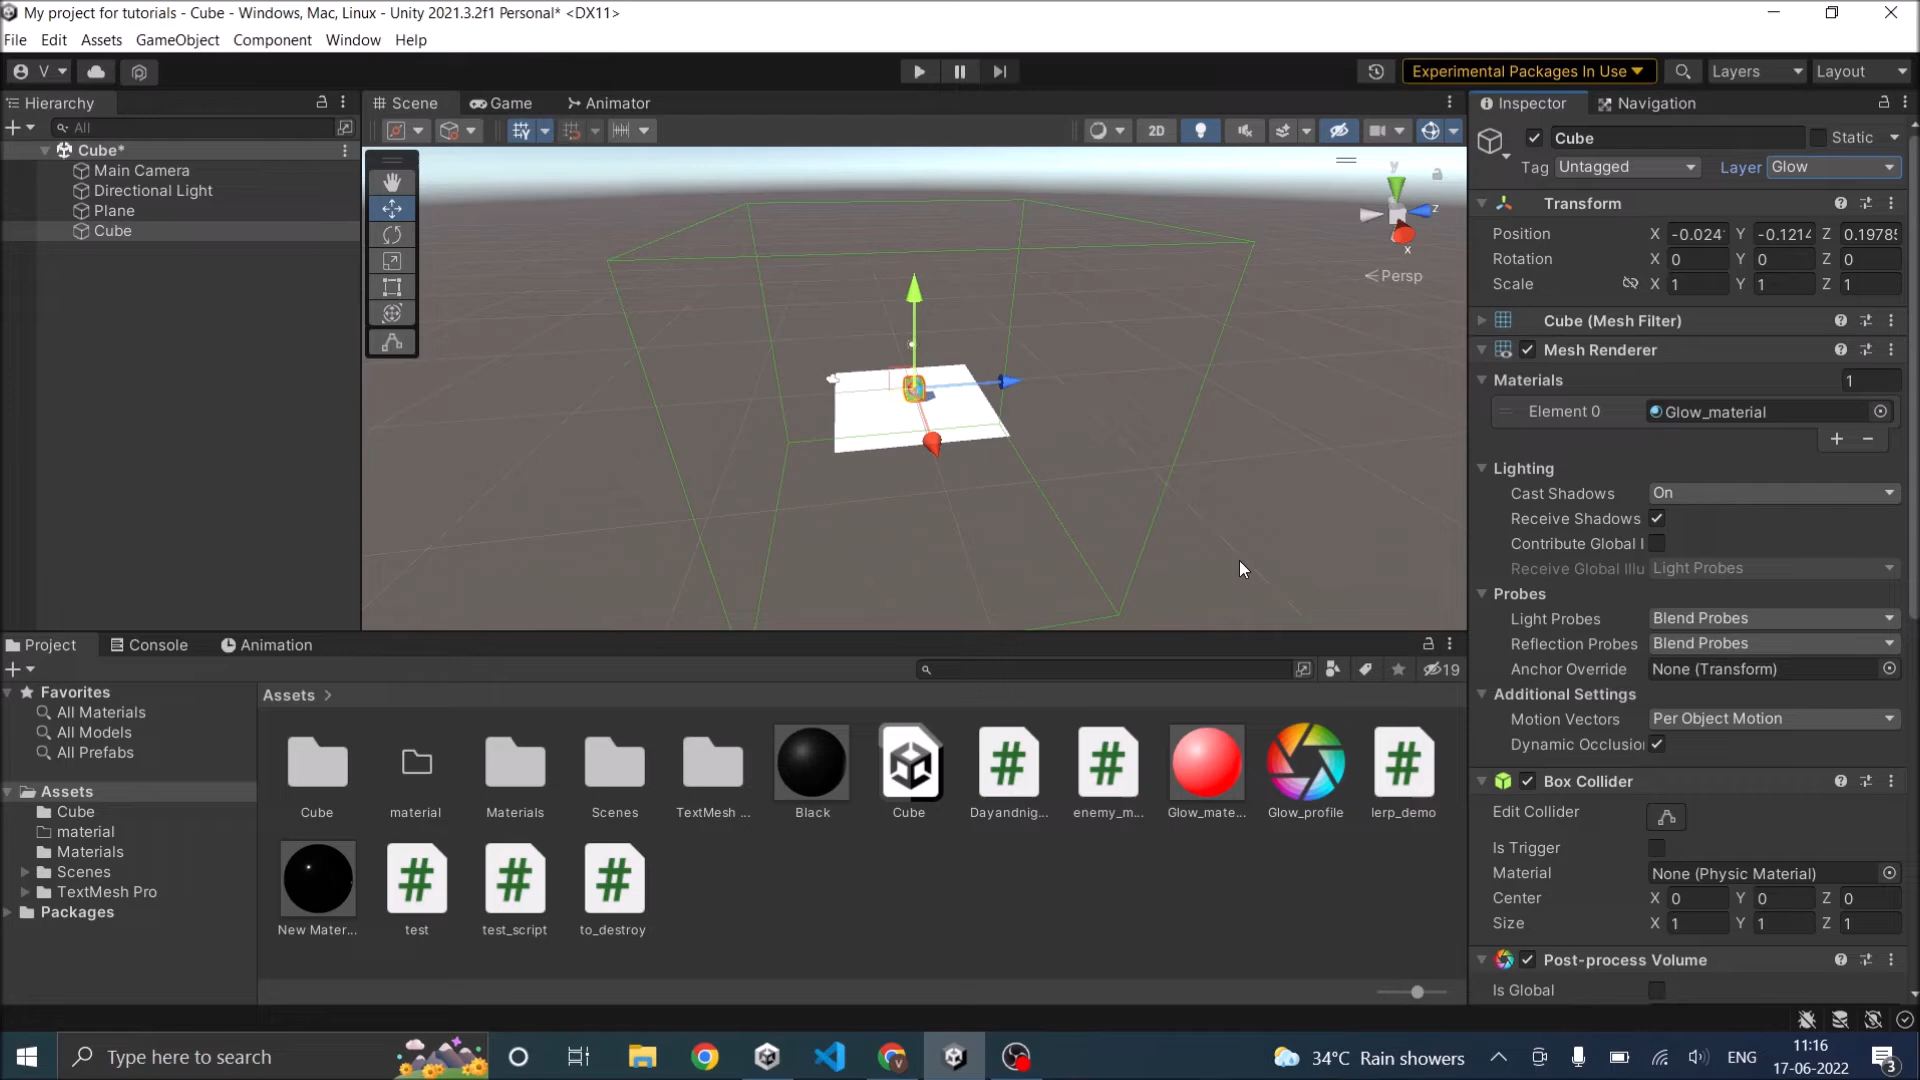 My project for tutorials - Cube - Windows, Mac, Linux - Unity 2021.3.2f1 Personal* <DX11>
File Edit Assets GameObject Component Window Help
V Experimental Packages In Use Layers Layout
Hierarchy Scene Game Animator Inspector Navigation
All 2D Cube Static
Cube* Tag Untagged Layer Glow
Main Camera
Directional Light
Plane
Cube
y z x
Persp
Transform
Position X -0.024 Y -0.1214 Z 0.1978
Rotation X 0 Y 0 Z 0
Scale X 1 Y 1 Z 1
Cube (Mesh Filter)
Mesh Renderer
Materials 1
Element 0 Glow_material
+ −
Lighting
Cast Shadows On
Receive Shadows
Contribute Global I
Receive Global Illu Light Probes
Probes
Light Probes Blend Probes
Reflection Probes Blend Probes
Anchor Override None (Transform)
Additional Settings
Motion Vectors Per Object Motion
Dynamic Occlusio
Box Collider
Edit Collider
Is Trigger
Material None (Physic Material)
Center X 0 Y 0 Z 0
Size X 1 Y 1 Z 1
Post-process Volume
Is Global
Project Console Animation
19
Favorites
All Materials
All Models
All Prefabs
Assets
Cube
material
Materials
Scenes
TextMesh Pro
Packages
Assets >
Cube material Materials Scenes TextMesh ... Black Cube Dayandnig... enemy_m... Glow_mate... Glow_profile lerp_demo
New Mater... test test_script to_destroy
Type here to search
34°C Rain showers
ENG
11:16
17-06-2022
3